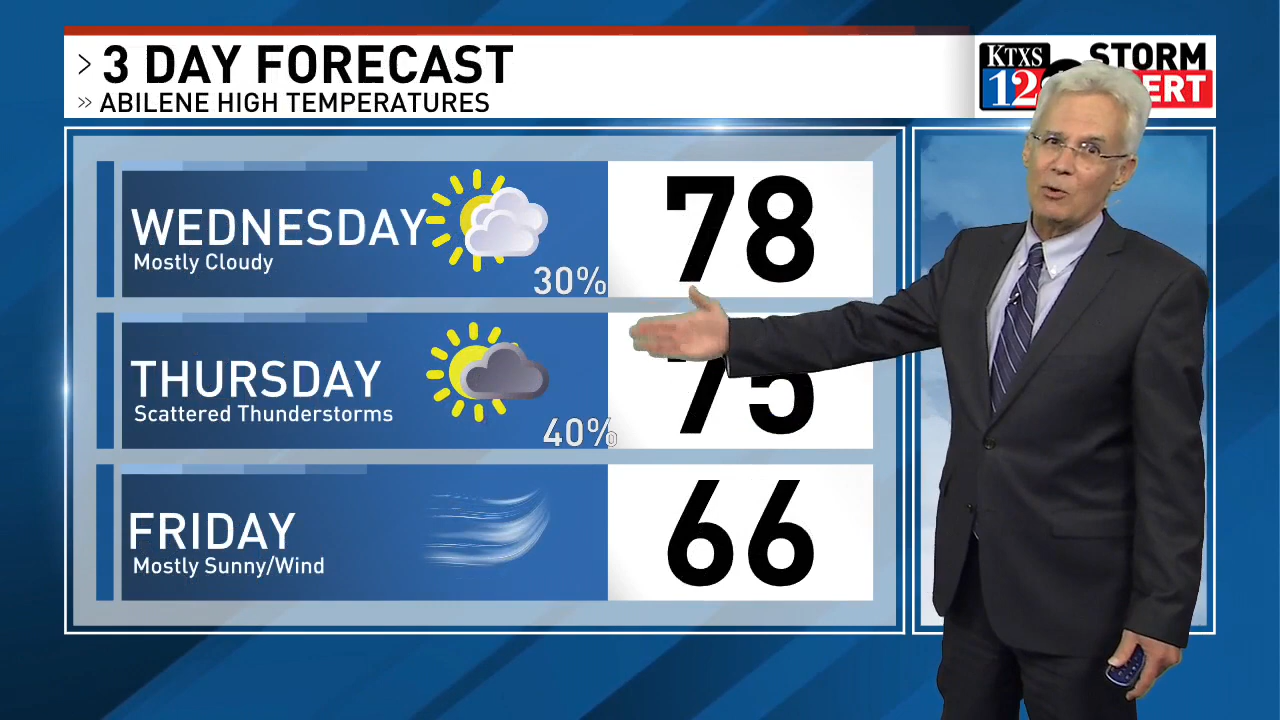 > 3 DAY FORECAST
» ABILENE HIGH TEMPERATURES
KTXS
12
STORM
WEDNESDAY
Mostly Cloudy
30%
78
THURSDAY
Scattered Thunderstorms
40%
75
FRIDAY
Mostly Sunny/Wind
66